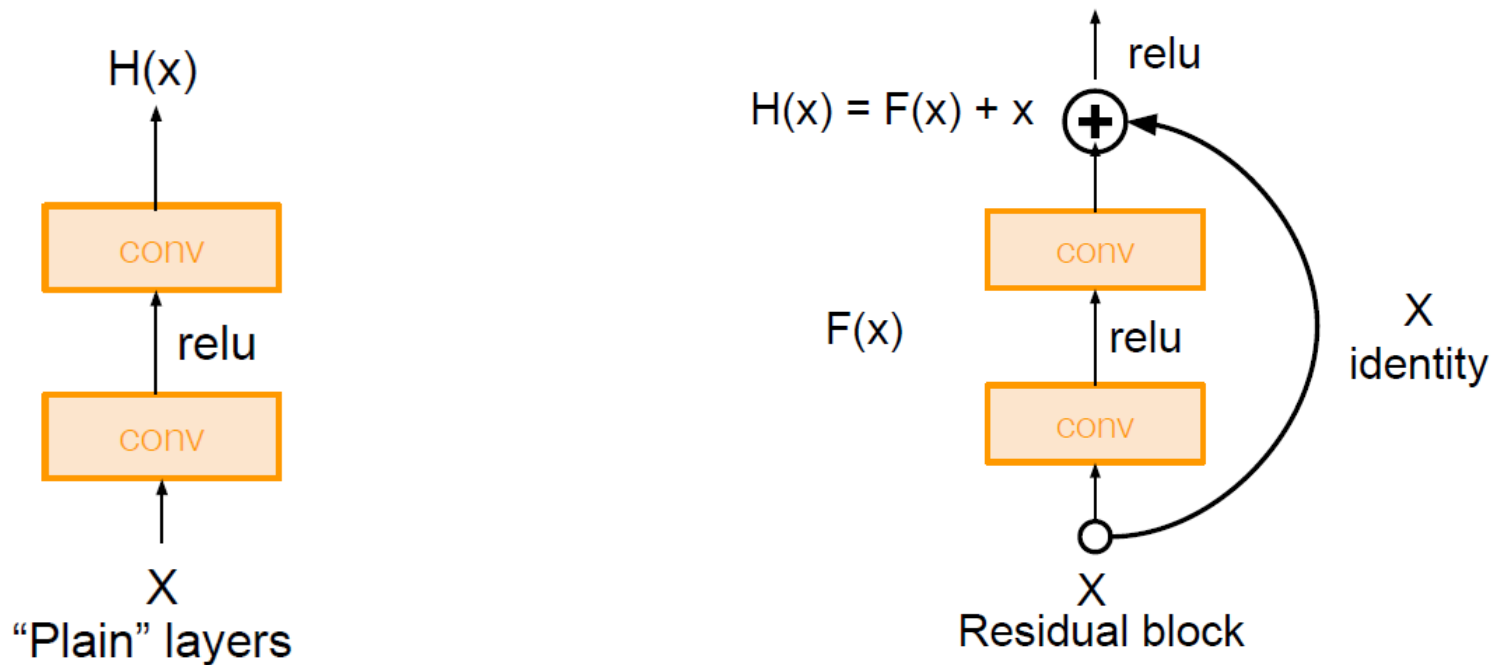 H(x)
conv
relu
conv
X
“Plain” layers
relu
H(x) = F(x) + x
+
conv
F(x)
relu
X
identity
conv
X
Residual block